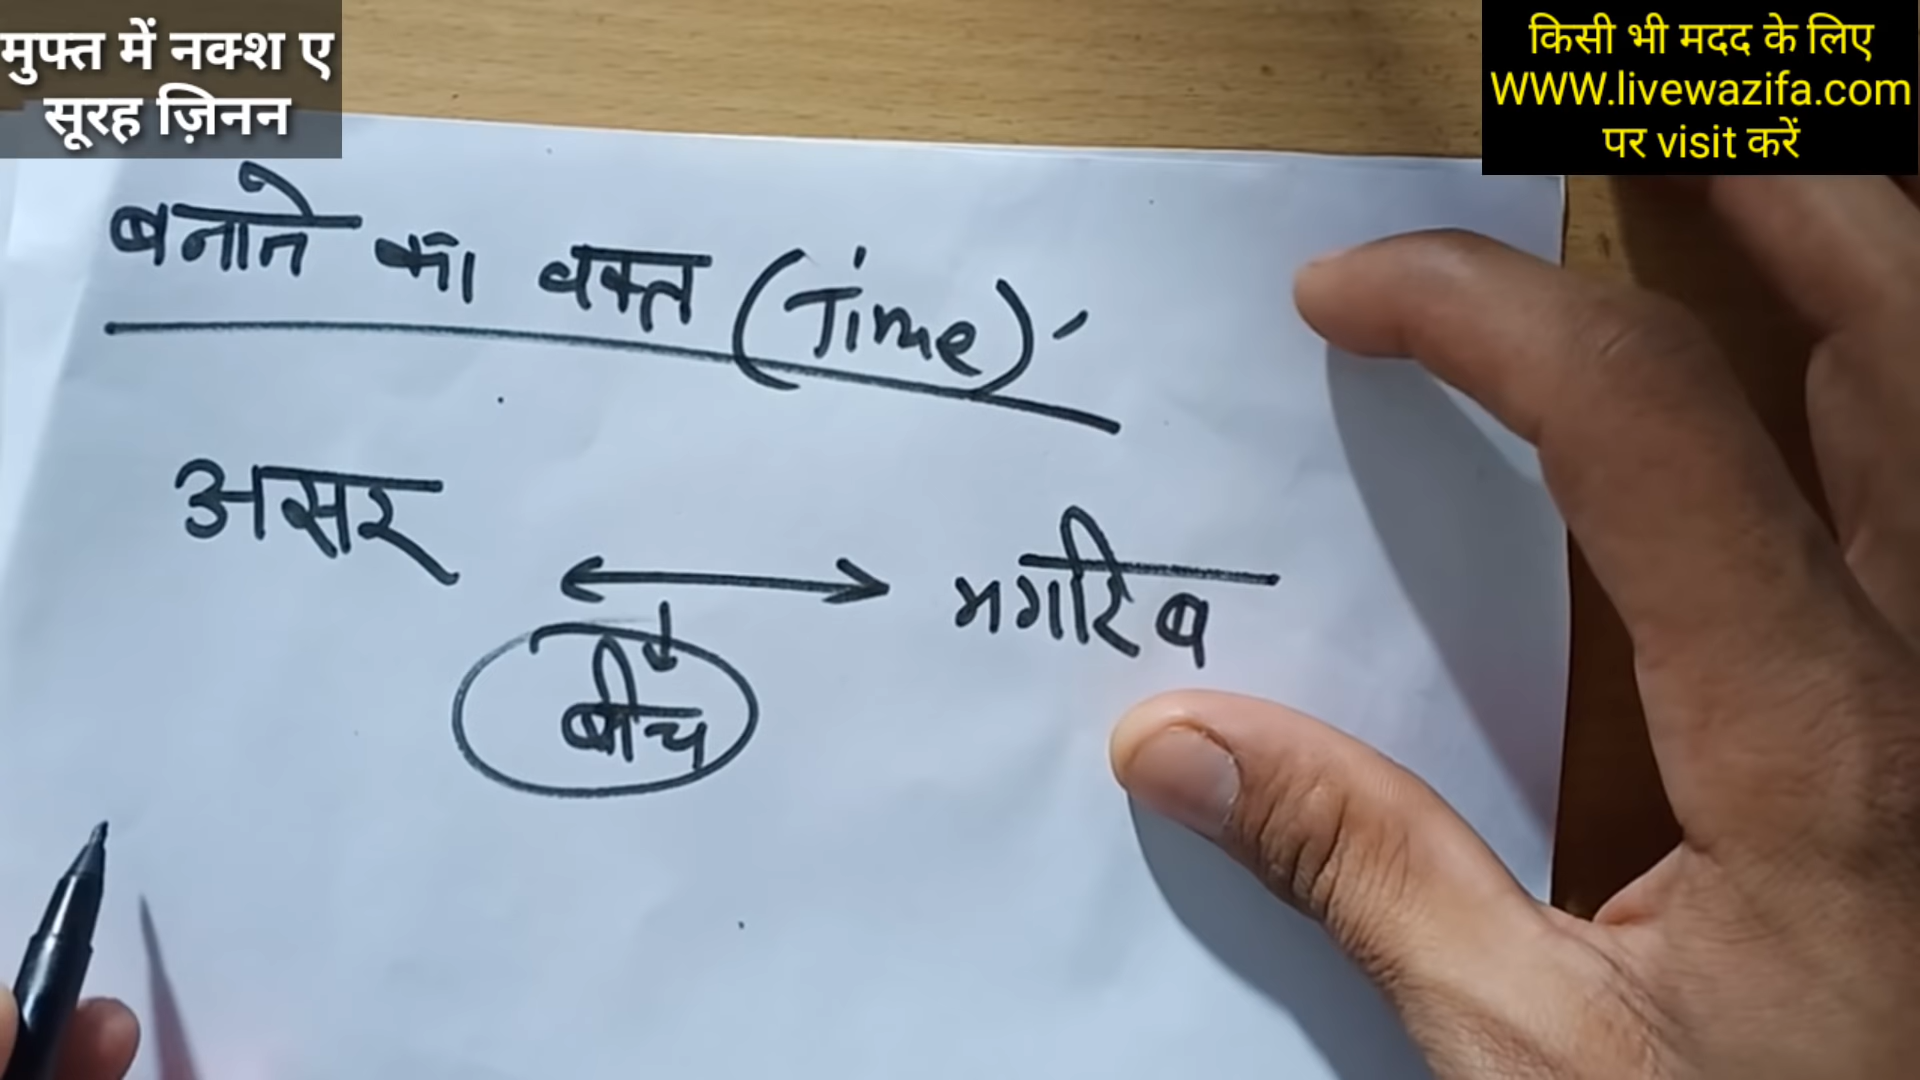 मुफ्त में नक्श ए
सूरह ज़िनन
किसी भी मदद के लिए
WWW.livewazifa.com
पर visit करें
बनाने का वक्त (Time)
असर
मगरिब
बीच